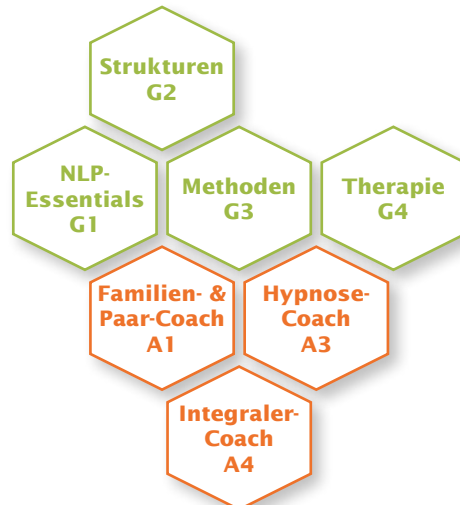 Strukturen
G2
NLP-
Essentials
G1
Methoden
G3
Therapie
G4
Familien- &
Paar-Coach
A1
Hypnose-
Coach
A3
Integraler-
Coach
A4